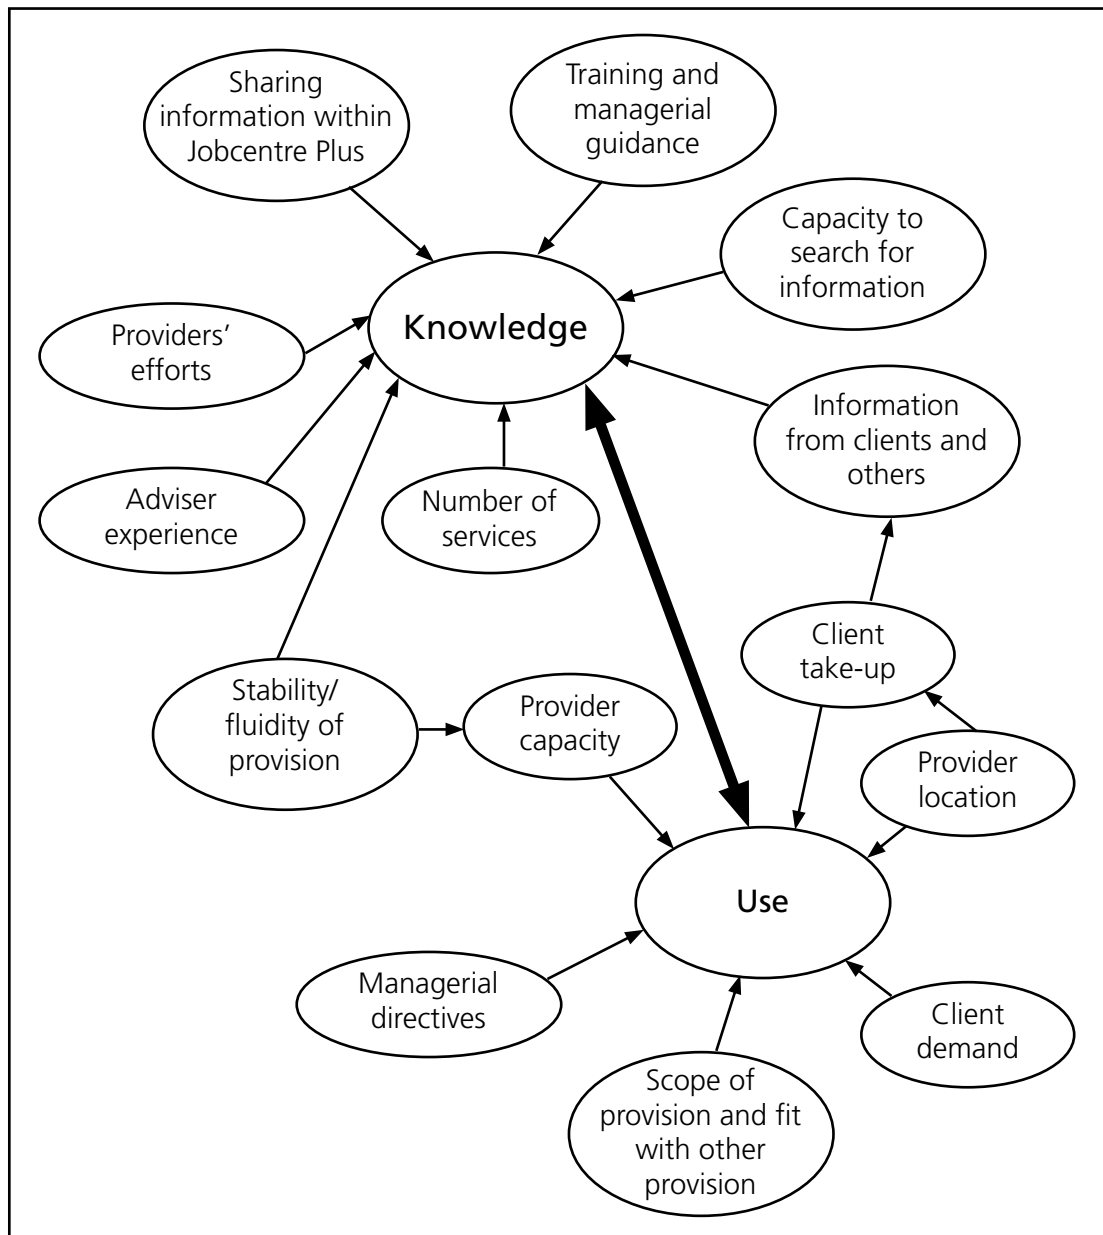 Sharing
information within
Jobcentre Plus
Training and
managerial
guidance
Capacity to
search for
information
Knowledge
Providers’
efforts
Information
from clients and
others
Adviser
experience
Number of
services
Client
take-up
Stability/
fluidity of
provision
Provider
capacity
Provider
location
Use
Managerial
directives
Client
demand
Scope of
provision and fit
with other
provision